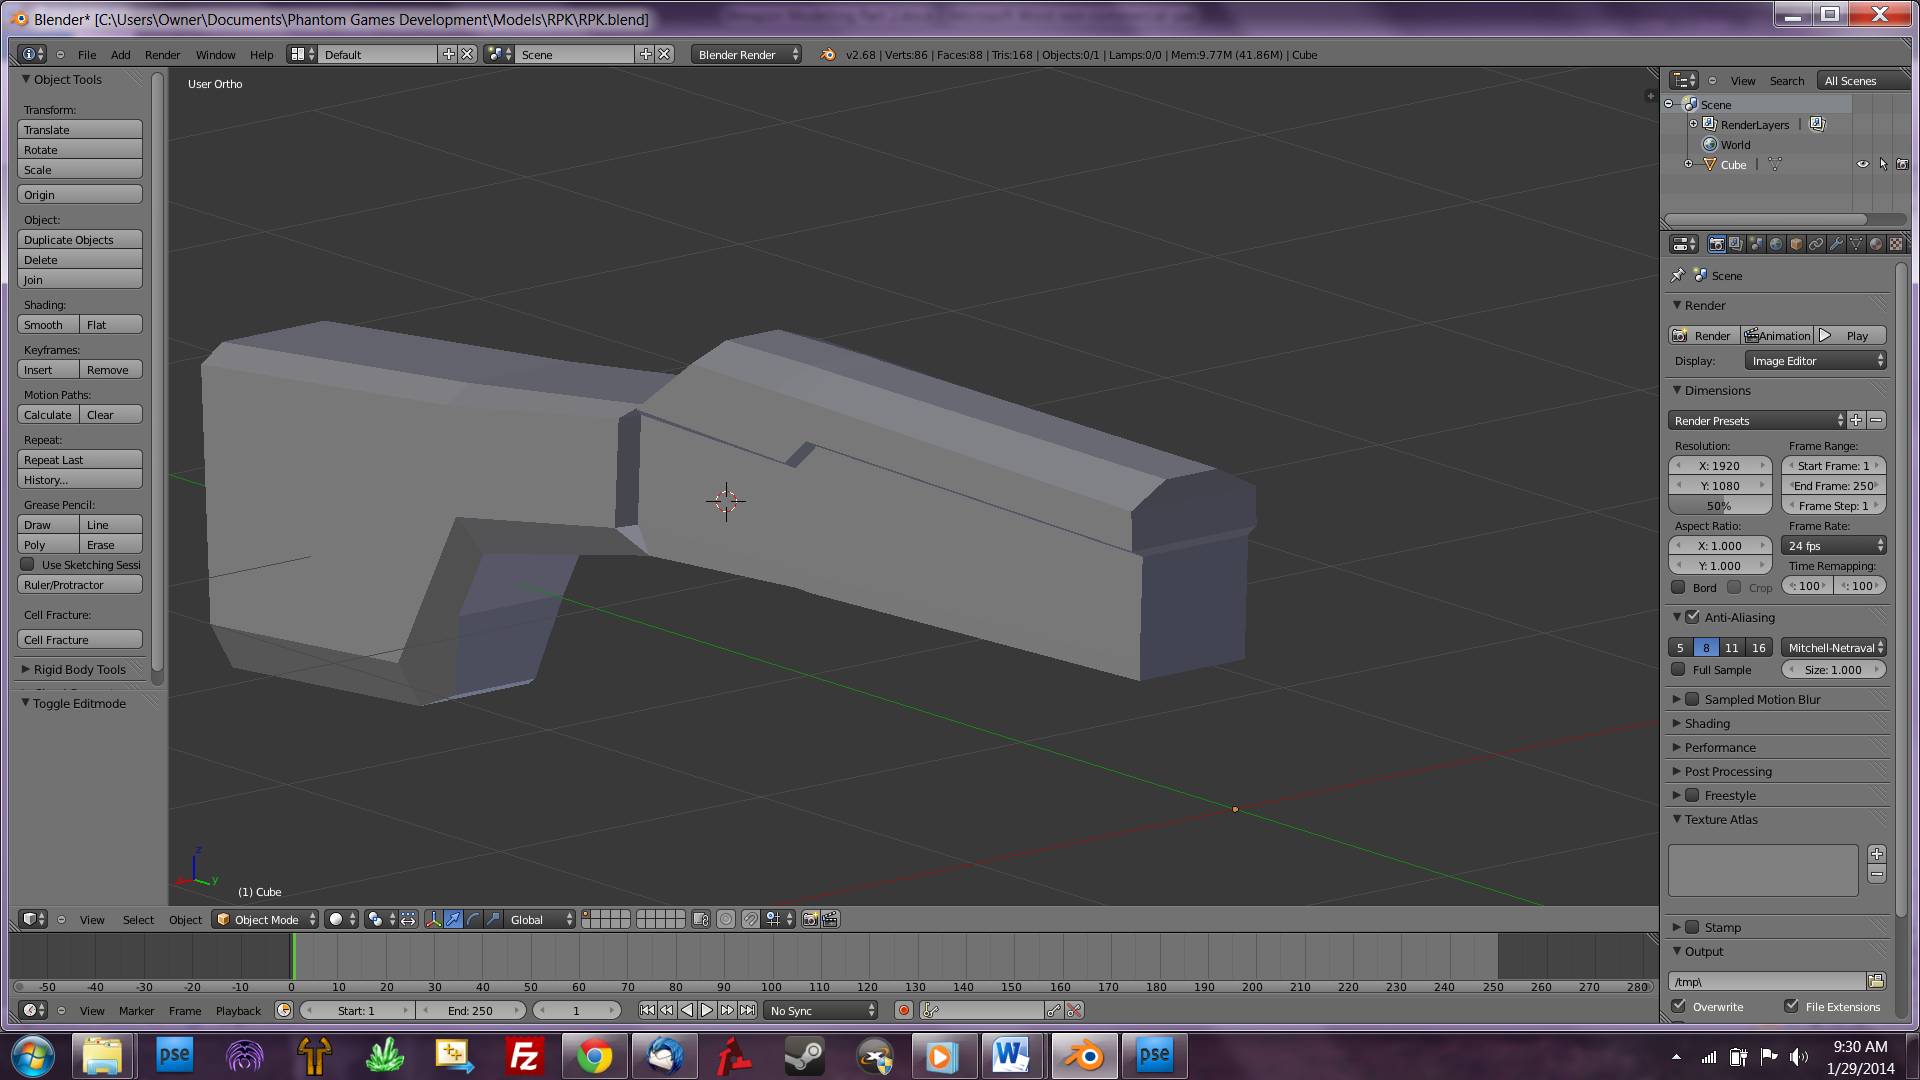 Blender* [C:\Users\Owner\Documents\Phantom Games Development\Models\RPK\RPK.blend]
File Add Render Window Help Default Scene Blender Render v2.68 | Verts:86 | Faces:88 | Tris:168 | Objects:0/1 | Lamps:0/0 | Mem:9.77M (41.86M) | Cube
Object Tools
Transform:
Translate
Rotate
Scale
Origin
Object:
Duplicate Objects
Delete
Join
Shading:
Smooth Flat
Keyframes:
Insert Remove
Motion Paths:
Calculate Clear
Repeat:
Repeat Last
History...
Grease Pencil:
Draw Line
Poly Erase
Use Sketching Sessi
Ruler/Protractor
Cell Fracture:
Cell Fracture
Rigid Body Tools
Toggle Editmode
User Ortho
z
y
(1) Cube
View Search All Scenes
Scene
RenderLayers |
World
Cube |
Scene
Render
Render Animation Play
Display: Image Editor
Dimensions
Render Presets
Resolution: Frame Range:
X: 1920 Start Frame: 1
Y: 1080 End Frame: 250
50% Frame Step: 1
Aspect Ratio: Frame Rate:
X: 1.000 24 fps
Y: 1.000 Time Remapping:
Bord Crop : 100 : 100
Anti-Aliasing
5 8 11 16 Mitchell-Netraval
Full Sample Size: 1.000
Sampled Motion Blur
Shading
Performance
Post Processing
Freestyle
Texture Atlas
Stamp
Output
/tmp\
Overwrite File Extensions
View Select Object Object Mode Global
-50 -40 -30 -20 -10 0 10 20 30 40 50 60 70 80 90 100 110 120 130 140 150 160 170 180 190 200 210 220 230 240 250 260 270 280
View Marker Frame Playback Start: 1 End: 250 1 No Sync
pse Fz W pse
9:30 AM
1/29/2014